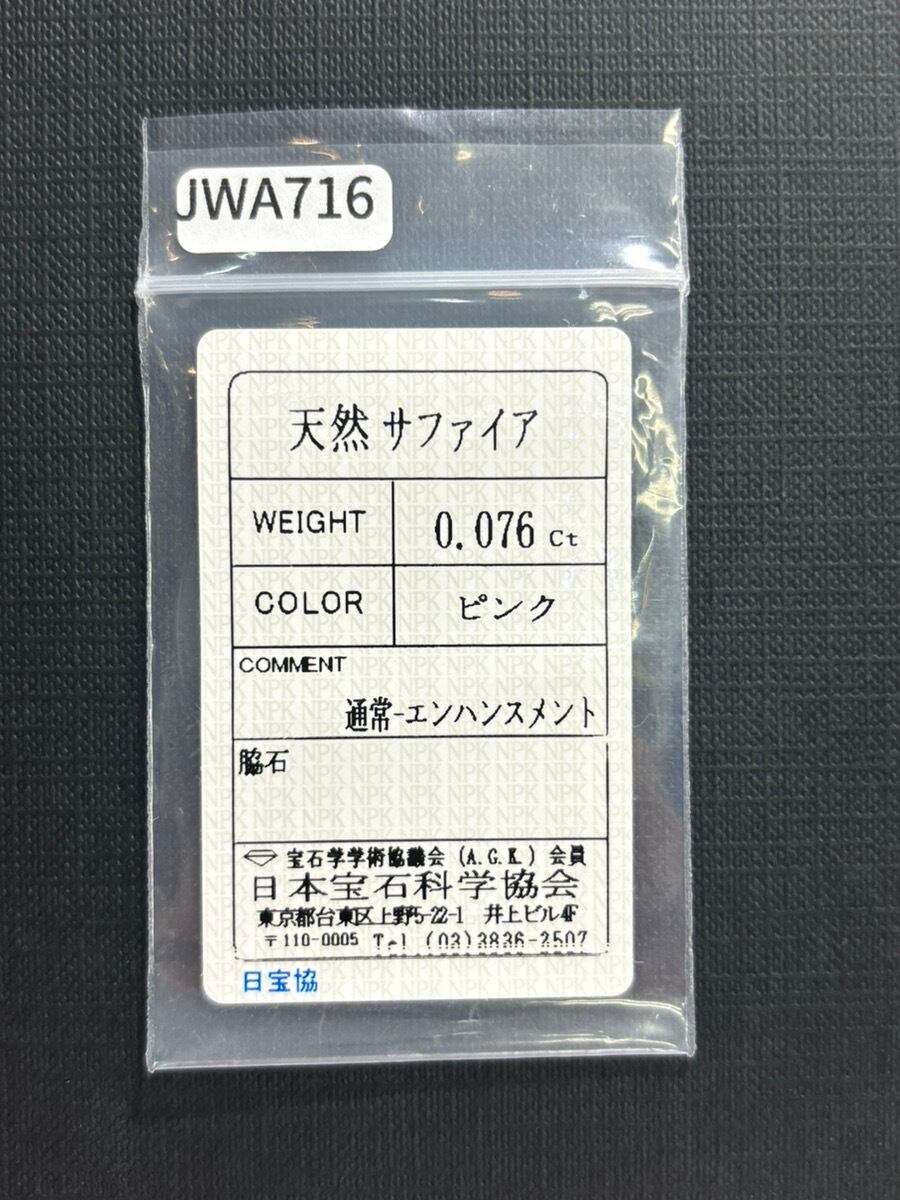 JWA716
天然 サファイア
WEIGHT 0.076 Ct
COLOR ピンク
COMMENT
通常-エンハンスメント
脇石
宝石学学術協議会 (A.G.K.) 会員
日本宝石科学協会
東京都台東区上野5-22-1 井上ビル4F
〒110-0005 Tel (03)3836-2507
日宝協